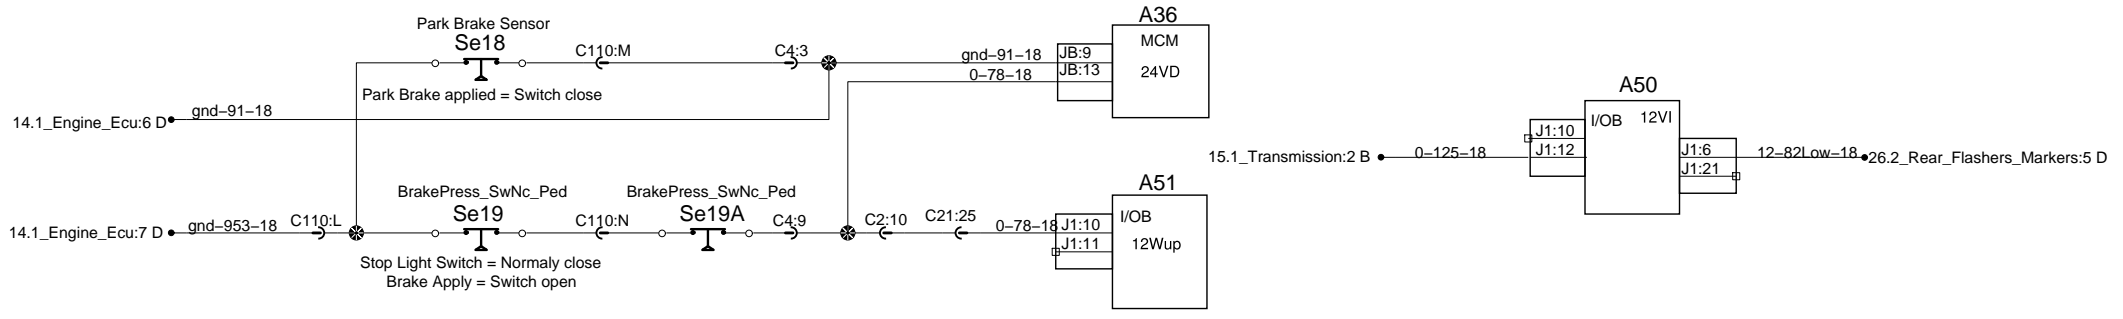 Park Brake Sensor
Se18
C110:M
C4:3
Park Brake applied = Switch close
gnd-91-18
14.1_Engine_Ecu:6 D
gnd-91-18
0-78-18
A36
MCM
24VD
JB:9
JB:13
14.1_Engine_Ecu:7 D
gnd-953-18
C110:L
BrakePress_SwNc_Ped
Se19
C110:N
BrakePress_SwNc_Ped
Se19A
C4:9
C2:10
C21:25
0-78-18
Stop Light Switch = Normaly close
Brake Apply = Switch open
A51
I/OB
12Wup
J1:10
J1:11
15.1_Transmission:2 B
0-125-18
A50
I/OB
12VI
J1:10
J1:12
J1:6
J1:21
12-82Low-18
26.2_Rear_Flashers_Markers:5 D